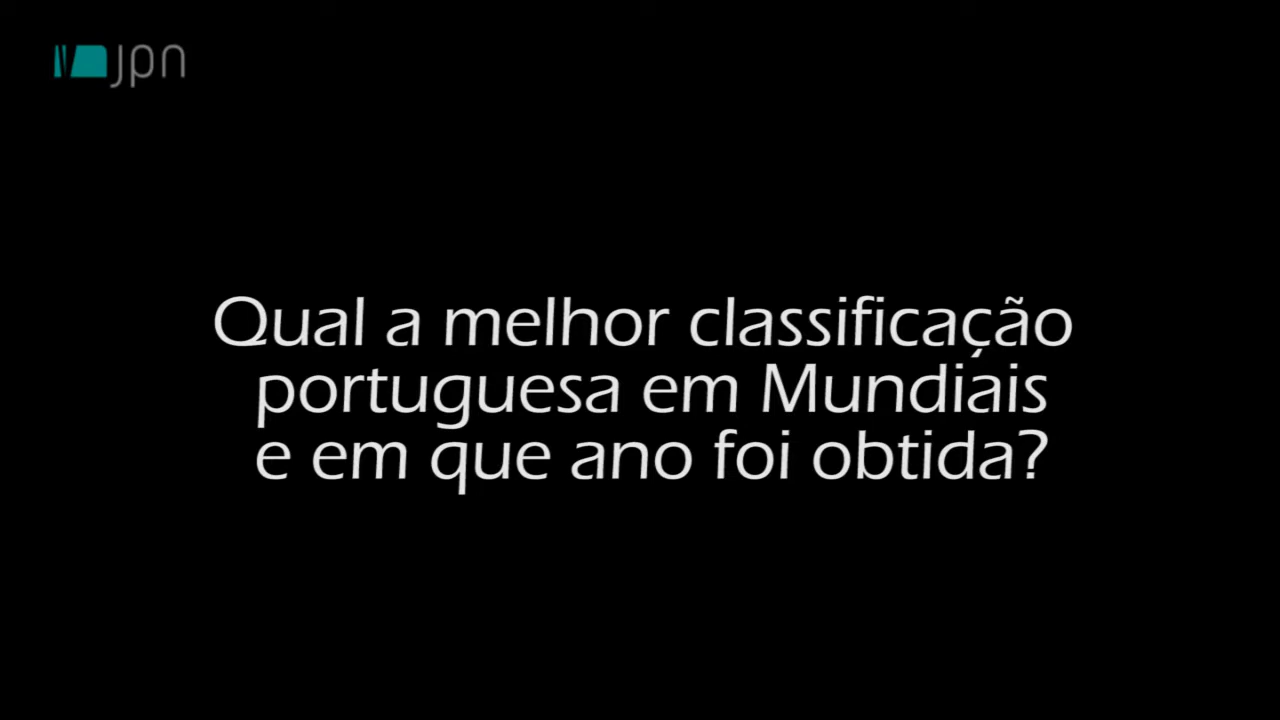 jpn
Qual a melhor classificação
portuguesa em Mundiais
e em que ano foi obtida?